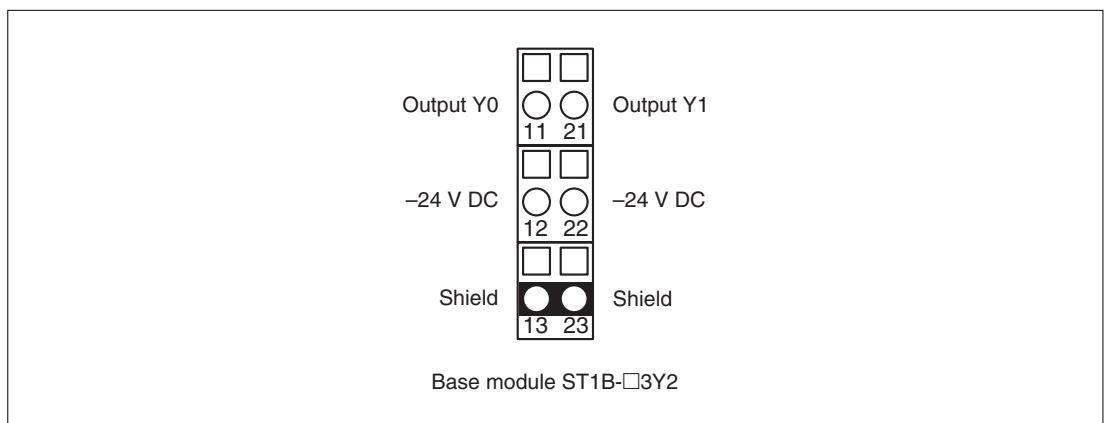 Output Y0 Output Y1
11 21
–24 V DC –24 V DC
12 22
Shield Shield
13 23
Base module ST1B-□3Y2